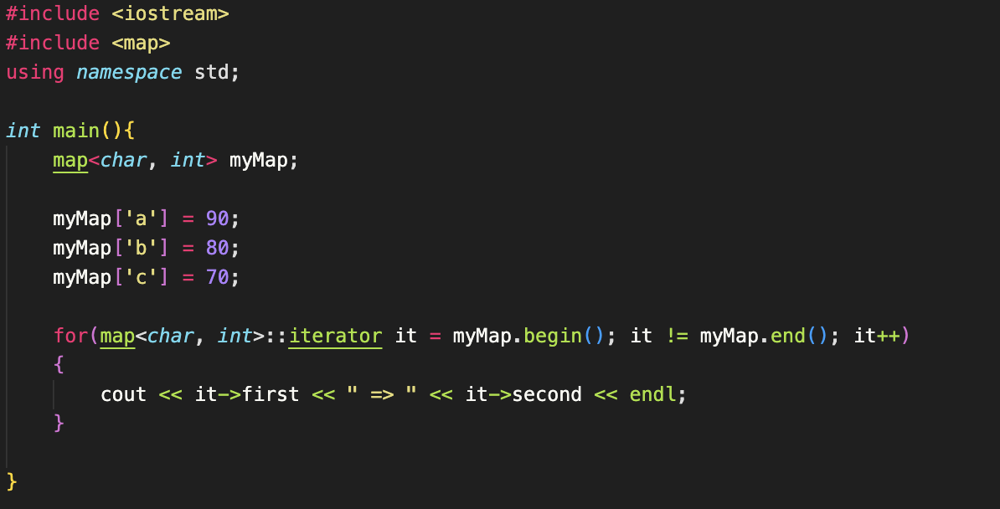 #include <iostream>
#include <map>
using namespace std;
int main(){
    map<char, int> myMap;
    myMap['a'] = 90;
    myMap['b'] = 80;
    myMap['c'] = 70;
    for(map<char, int>::iterator it = myMap.begin(); it != myMap.end(); it++)
    {
        cout << it->first << " => " << it->second << endl;
    }
}